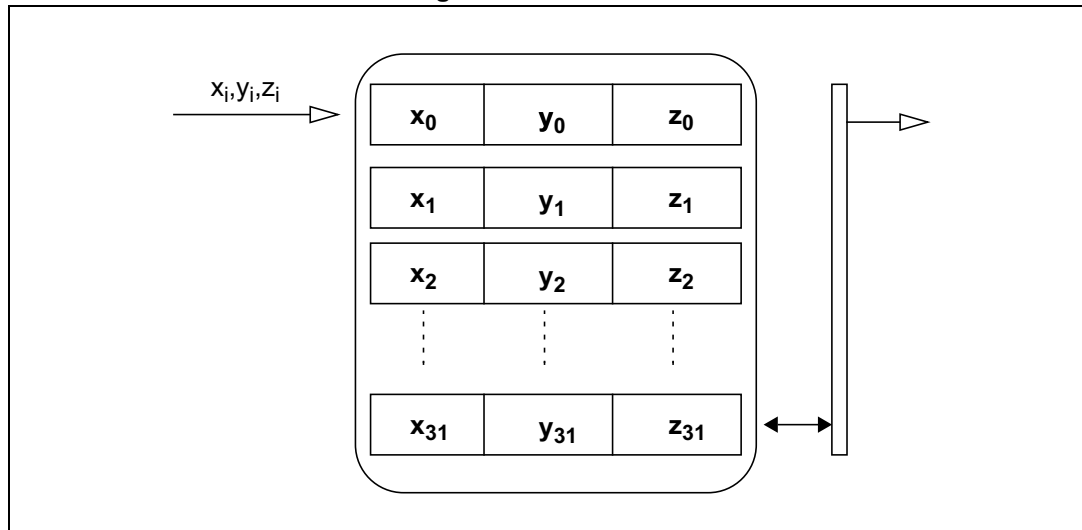 xᵢ,yᵢ,zᵢ
x₀ y₀ z₀
x₁ y₁ z₁
x₂ y₂ z₂
x₃₁ y₃₁ z₃₁